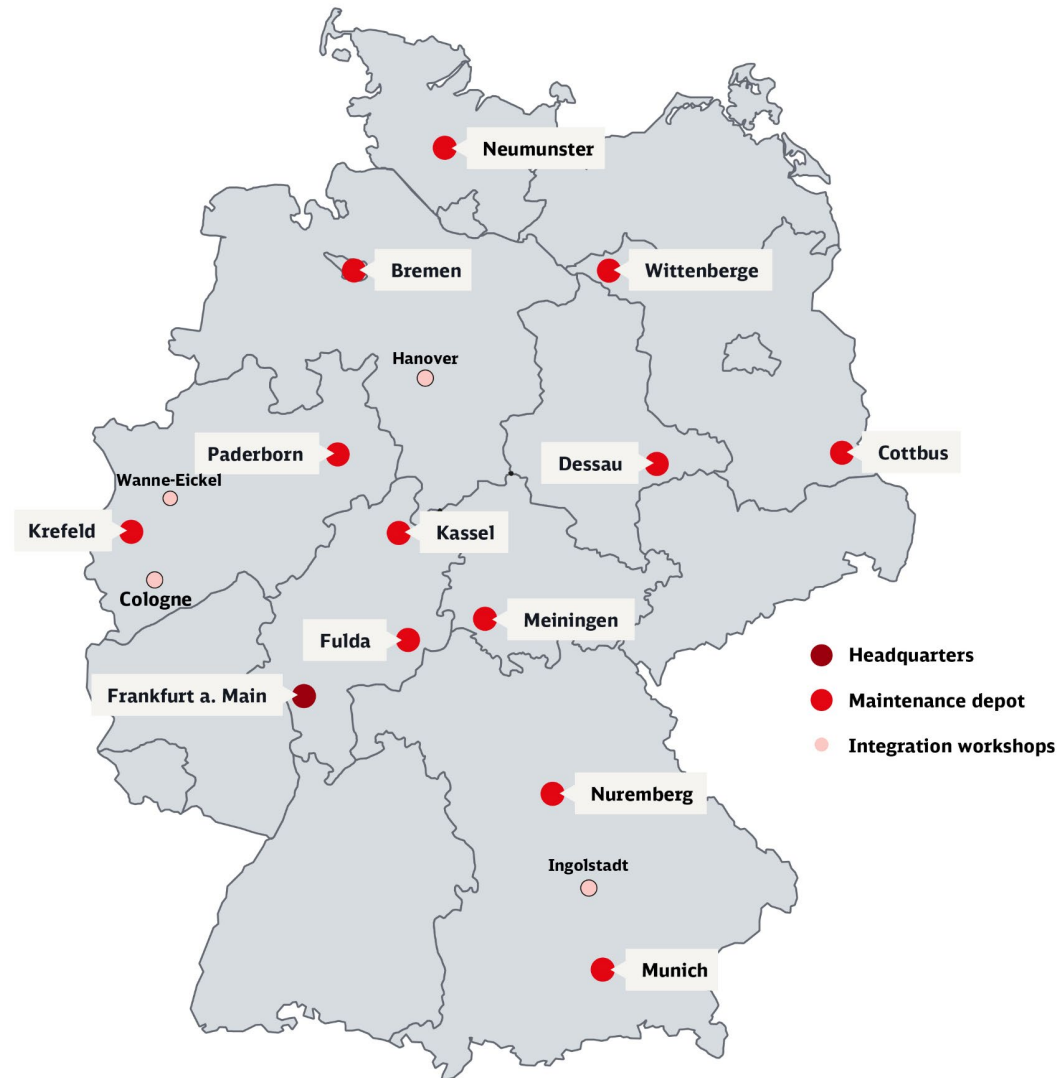 Neumunster
Bremen
Wittenberge
Hanover
Paderborn
Dessau
Cottbus
Wanne-Eickel
Krefeld
Kassel
Cologne
Meiningen
Fulda
Frankfurt a. Main
Headquarters
Maintenance depot
Integration workshops
Nuremberg
Ingolstadt
Munich